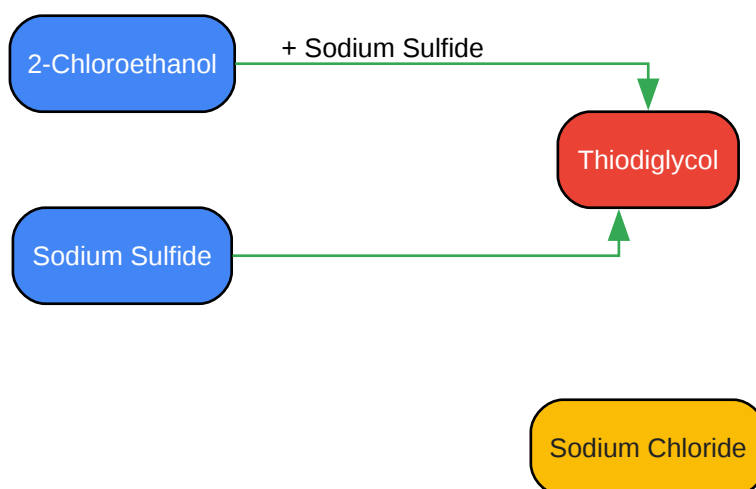 2-Chloroethanol
+ Sodium Sulfide
Thiodiglycol
Sodium Sulfide
Sodium Chloride